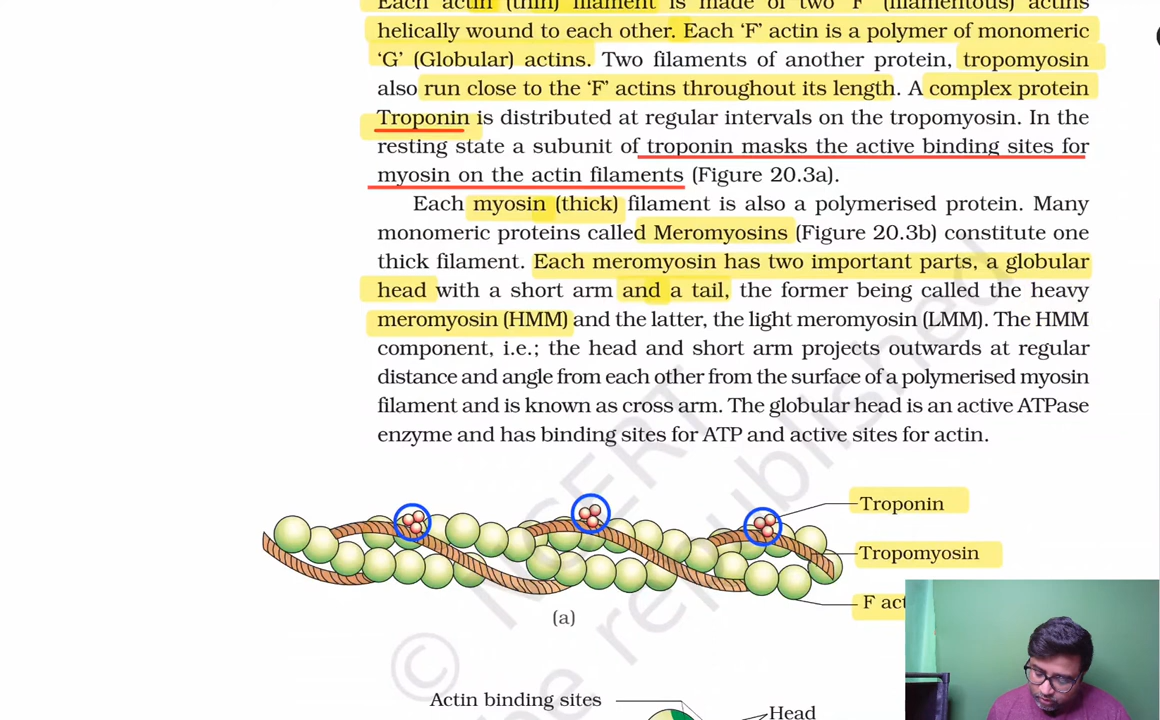 Each actin (thin) filament is made of two 'F' (filamentous) actins
helically wound to each other. Each 'F' actin is a polymer of monomeric
'G' (Globular) actins. Two filaments of another protein, tropomyosin
also run close to the 'F' actins throughout its length. A complex protein
Troponin is distributed at regular intervals on the tropomyosin. In the
resting state a subunit of troponin masks the active binding sites for
myosin on the actin filaments (Figure 20.3a).
Each myosin (thick) filament is also a polymerised protein. Many
monomeric proteins called Meromyosins (Figure 20.3b) constitute one
thick filament. Each meromyosin has two important parts, a globular
head with a short arm and a tail, the former being called the heavy
meromyosin (HMM) and the latter, the light meromyosin (LMM). The HMM
component, i.e.; the head and short arm projects outwards at regular
distance and angle from each other from the surface of a polymerised myosin
filament and is known as cross arm. The globular head is an active ATPase
enzyme and has binding sites for ATP and active sites for actin.
Troponin
Tropomyosin
F act
(a)
Actin binding sites
Head
© NCERT
be republished